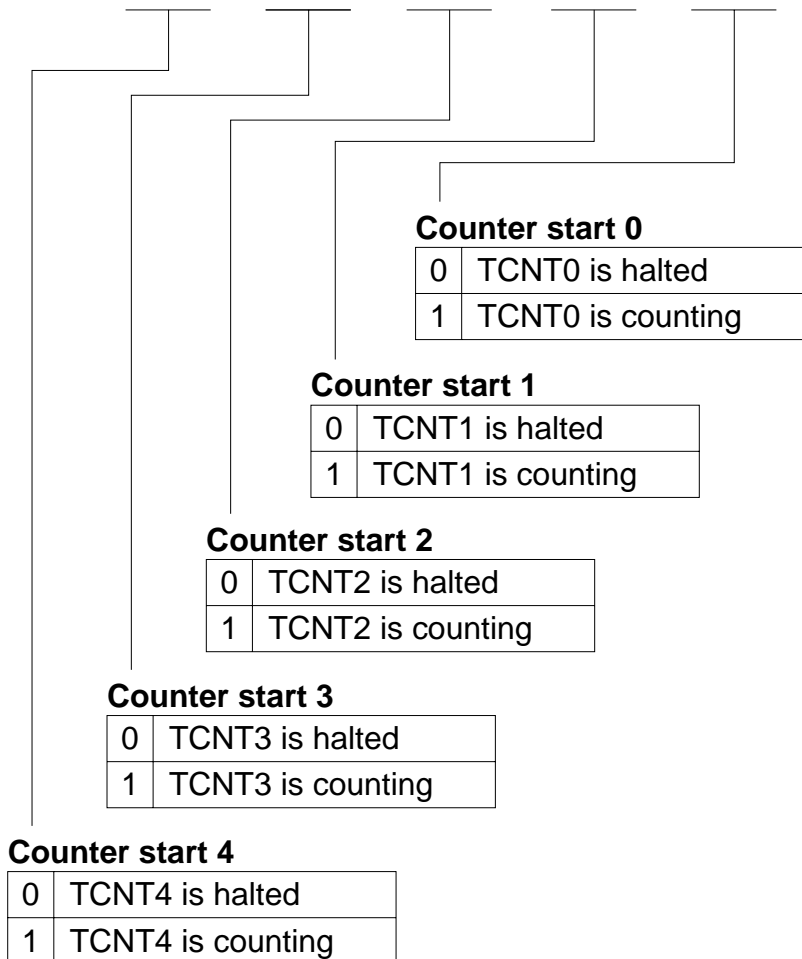 Counter start 0
0 TCNT0 is halted
1 TCNT0 is counting
Counter start 1
0 TCNT1 is halted
1 TCNT1 is counting
Counter start 2
0 TCNT2 is halted
1 TCNT2 is counting
Counter start 3
0 TCNT3 is halted
1 TCNT3 is counting
Counter start 4
0 TCNT4 is halted
1 TCNT4 is counting